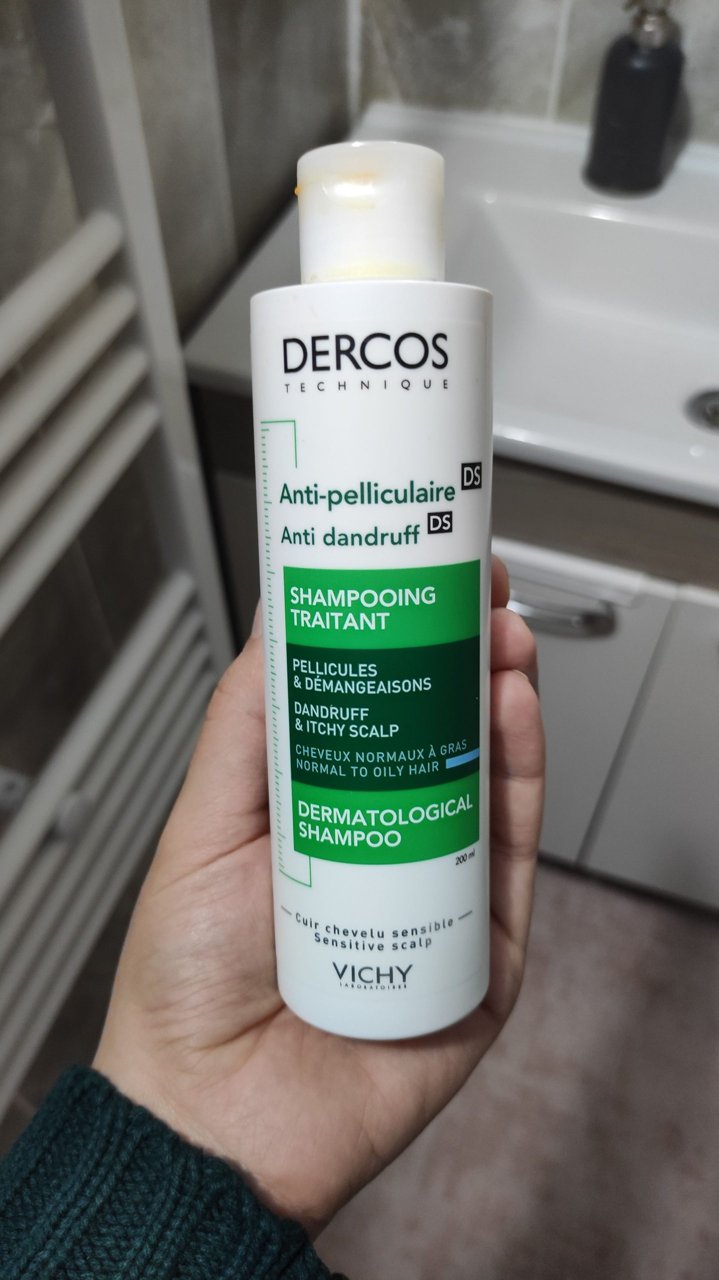 DERCOS
TECHNIQUE
Anti-pelliculaire DS
Anti dandruff DS
SHAMPOOING
TRAITANT
PELLICULES
& DÉMANGEAISONS
DANDRUFF
& ITCHY SCALP
CHEVEUX NORMAUX À GRAS
NORMAL TO OILY HAIR
DERMATOLOGICAL
SHAMPOO
200 ml
Cuir chevelu sensible
Sensitive scalp
VICHY
LABORATOIRES